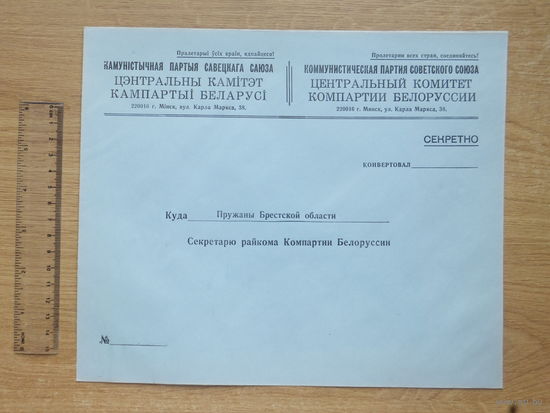 Пралетарыі ўсіх краін, яднайцеся!
КАМУНІСТЫЧНАЯ ПАРТЫЯ САВЕЦКАГА САЮЗА
ЦЭНТРАЛЬНЫ КАМІТЭТ
КАМПАРТЫІ БЕЛАРУСІ
220016 г. Мінск, вул. Карла Маркса, 38.
Пролетарии всех стран, соединяйтесь!
КОММУНИСТИЧЕСКАЯ ПАРТИЯ СОВЕТСКОГО СОЮЗА
ЦЕНТРАЛЬНЫЙ КОМИТЕТ
КОМПАРТИИ БЕЛОРУССИИ
220016 г. Минск, ул. Карла Маркса, 38.
СЕКРЕТНО
КОНВЕРТОВАЛ
Куда Пружаны Брестской области
Секретарю райкома Компартии Белоруссии
№